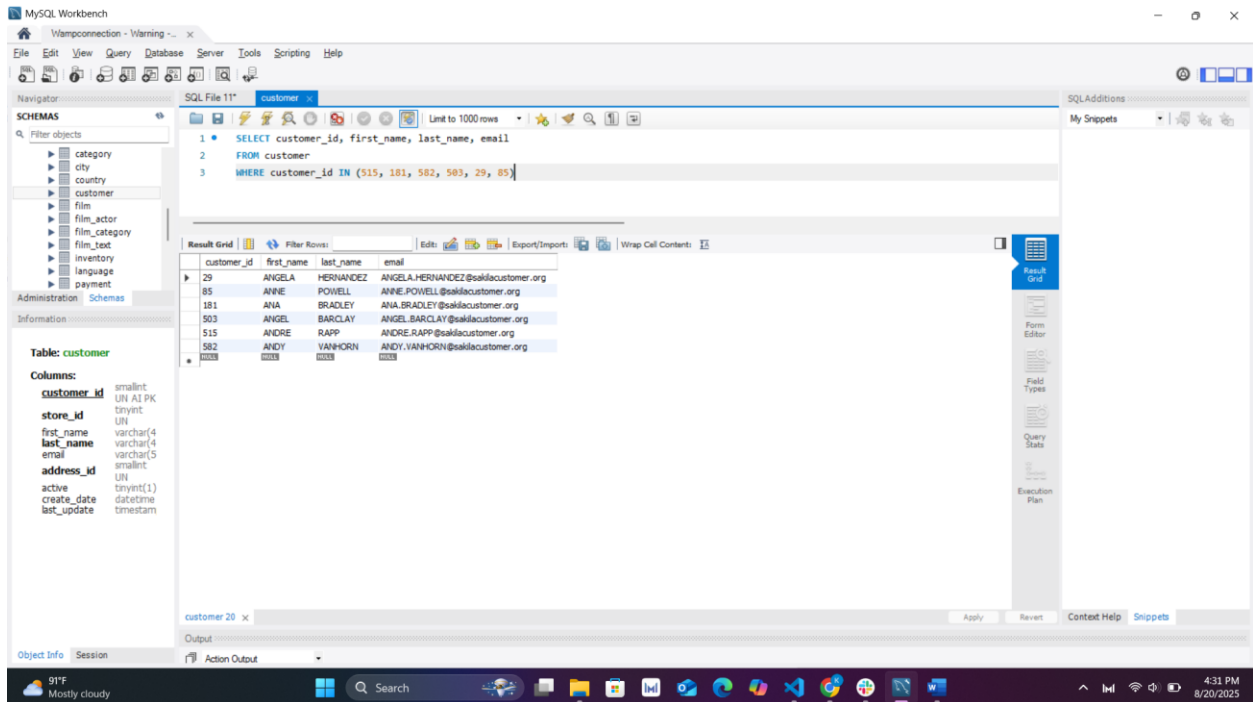 MySQL Workbench
Wampconnection - Warning -... ×
File Edit View Query Database Server Tools Scripting Help
Navigator
SCHEMAS
Filter objects
category
city
country
customer
film
film_actor
film_category
film_text
inventory
language
payment
Administration Schemas
Information
Table: customer
Columns:
customer_id smallint UN AI PK
store_id tinyint UN
first_name varchar(4
last_name varchar(4
email varchar(5
address_id smallint UN
active tinyint(1)
create_date datetime
last_update timestam
Object Info Session
SQL File 11* customer ×
Limit to 1000 rows
1 SELECT customer_id, first_name, last_name, email
2 FROM customer
3 WHERE customer_id IN (515, 181, 582, 503, 29, 85)
Result Grid Filter Rows: Edit: Export/Import: Wrap Cell Content:
customer_id first_name last_name email
29 ANGELA HERNANDEZ ANGELA.HERNANDEZ@sakilacustomer.org
85 ANNE POWELL ANNE.POWELL@sakilacustomer.org
181 ANA BRADLEY ANA.BRADLEY@sakilacustomer.org
503 ANGEL BARCLAY ANGEL.BARCLAY@sakilacustomer.org
515 ANDRE RAPP ANDRE.RAPP@sakilacustomer.org
582 ANDY VANHORN ANDY.VANHORN@sakilacustomer.org
NULL NULL NULL NULL
Result Grid
Form Editor
Field Types
Query Stats
Execution Plan
customer 20 × Apply Revert
Output
Action Output
SQLAdditions
My Snippets
Context Help Snippets
91°F
Mostly cloudy
Search
4:31 PM
8/20/2025